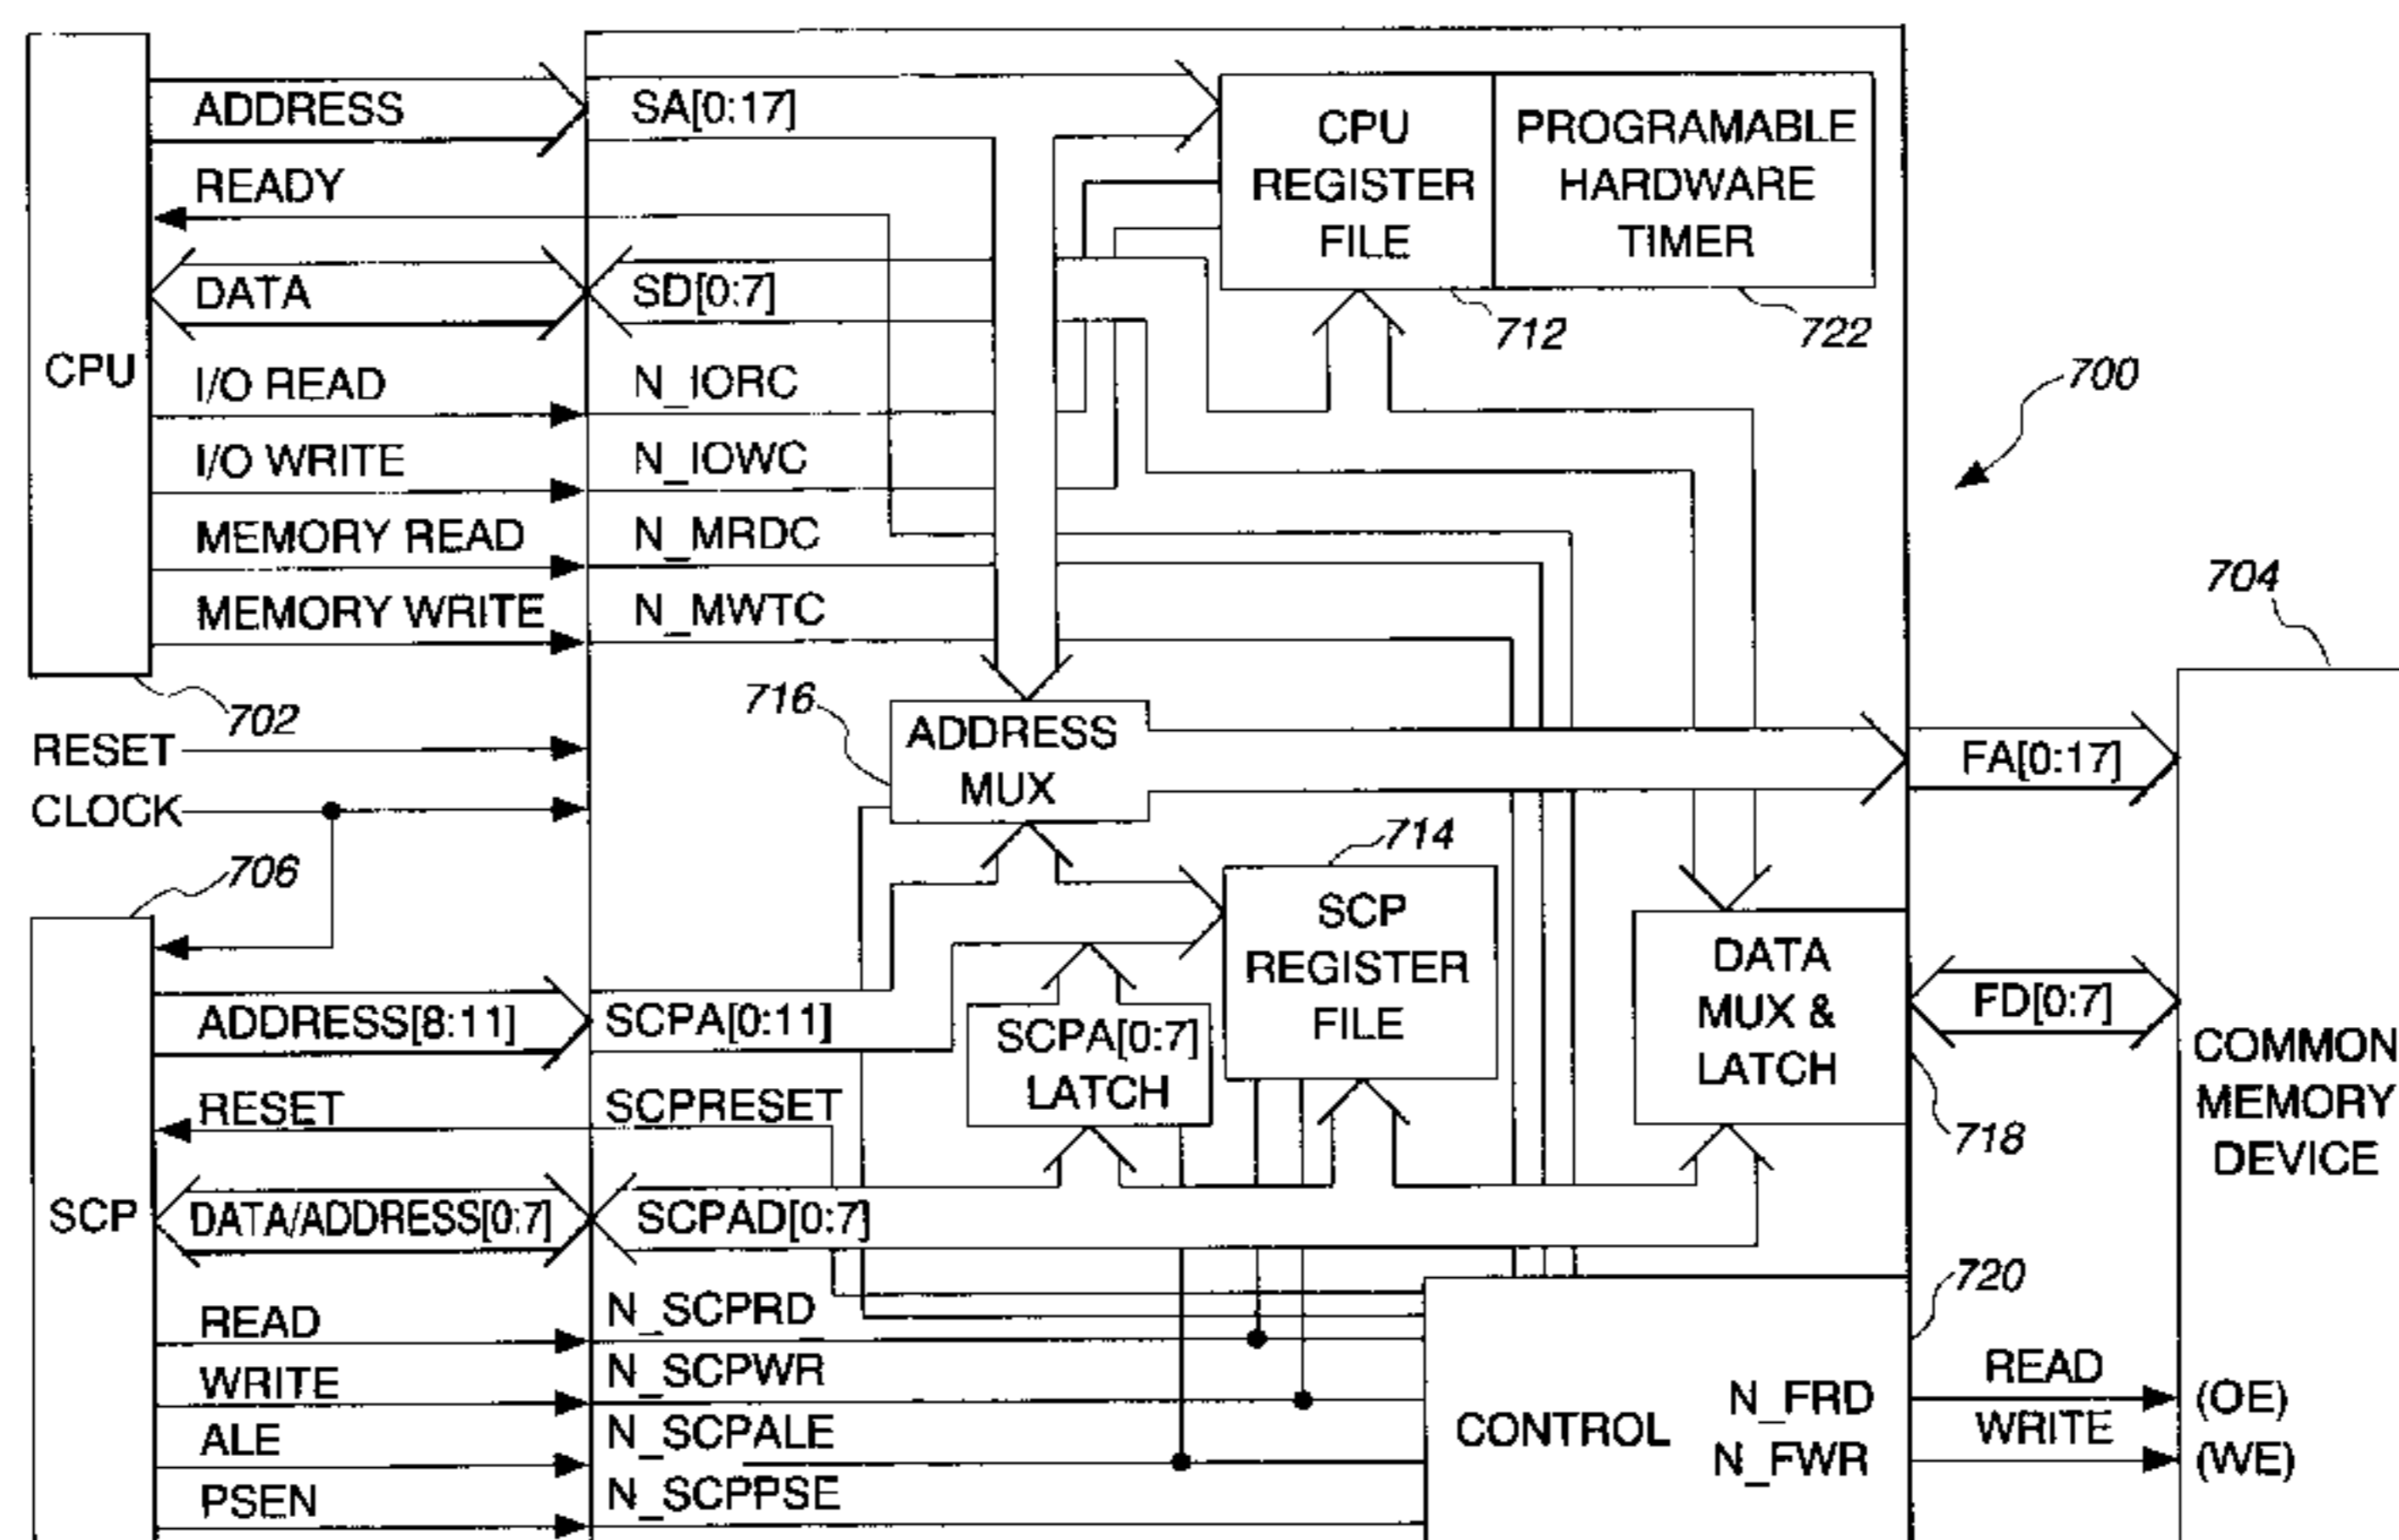 ADDRESS
SA[0:17]
CPU
REGISTER
FILE
PROGRAMABLE
HARDWARE
TIMER
READY
DATA
SD[0:7]
712
722
CPU
I/O READ
N_IORC
700
I/O WRITE
N_IOWC
MEMORY READ
N_MRDC
704
MEMORY WRITE
N_MWTC
702
716
ADDRESS
MUX
FA[0:17]
RESET
CLOCK
714
706
SCP
REGISTER
FILE
DATA
MUX &
LATCH
FD[0:7]
ADDRESS[8:11]
SCPA[0:11]
SCPA[0:7]
LATCH
COMMON
MEMORY
DEVICE
718
RESET
SCPRESET
SCP
DATA/ADDRESS[0:7]
SCPAD[0:7]
720
READ
N_SCPRD
WRITE
N_SCPWR
ALE
N_SCPALE
PSEN
N_SCPPSE
CONTROL
N_FRD
READ
(OE)
N_FWR
WRITE
(WE)